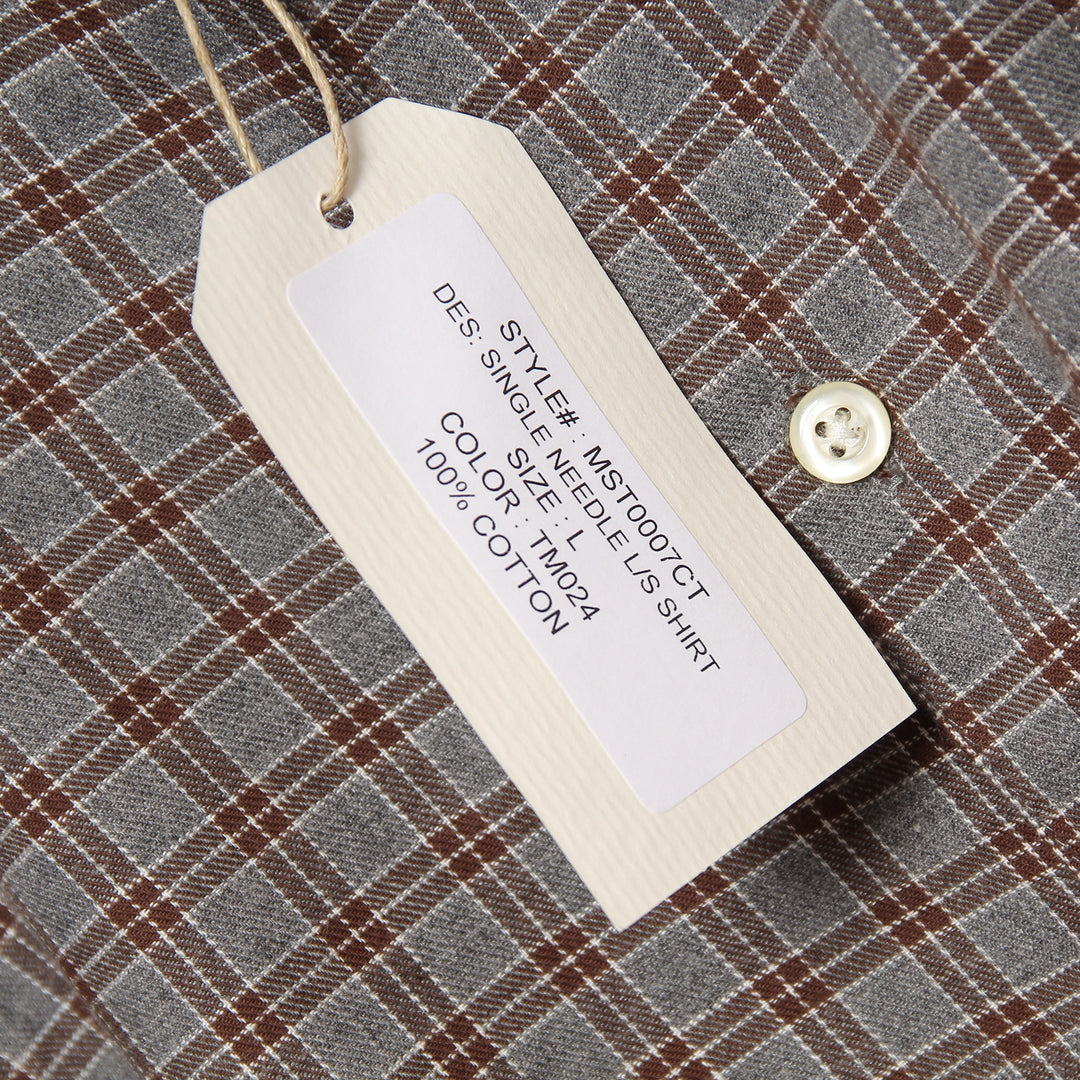 STYLE# : MST0007CT
DES: SINGLE NEEDLE L/S SHIRT
SIZE : L
COLOR : TM024
100% COTTON